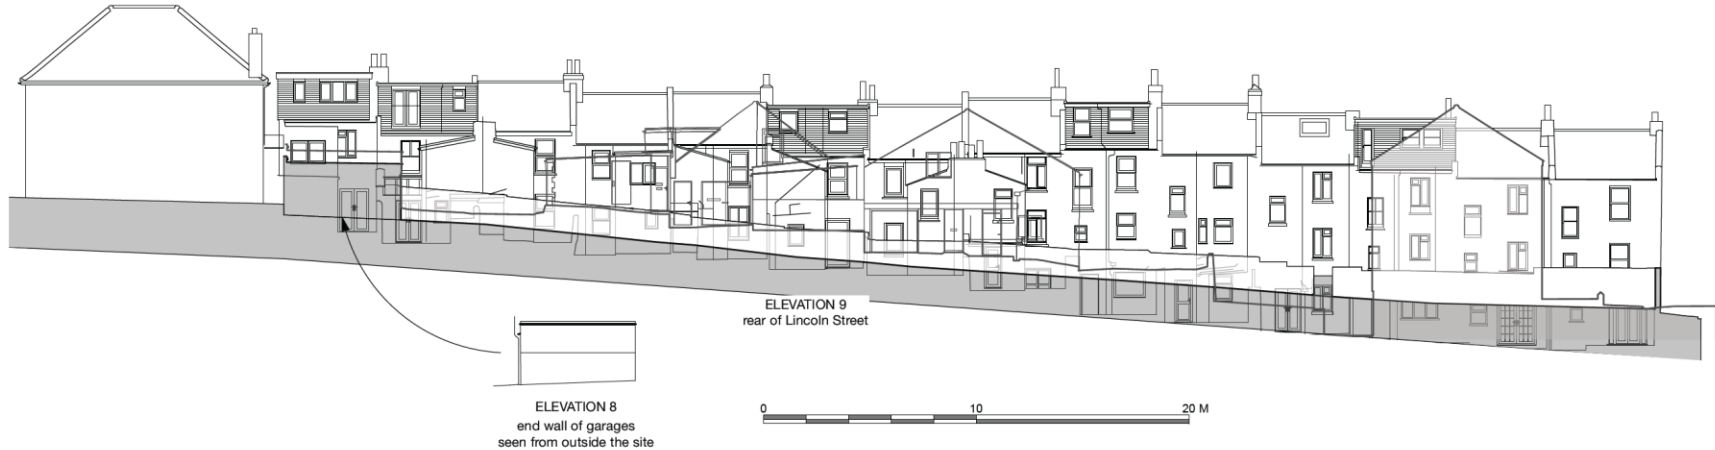 ELEVATION 9
rear of Lincoln Street
ELEVATION 8
end wall of garages
seen from outside the site
0 10 20 M